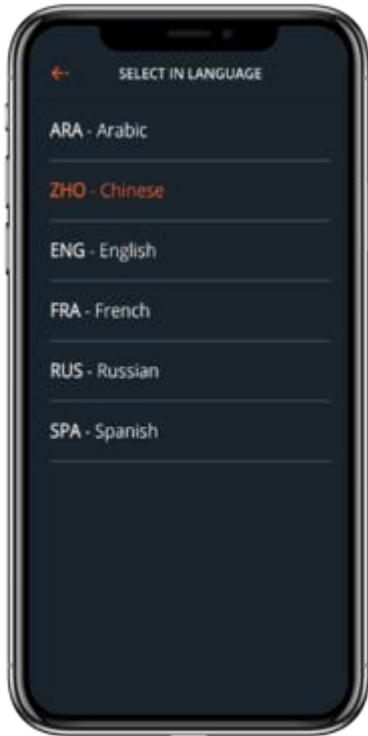 SELECT IN LANGUAGE
ARA - Arabic
ZHO - Chinese
ENG - English
FRA - French
RUS - Russian
SPA - Spanish